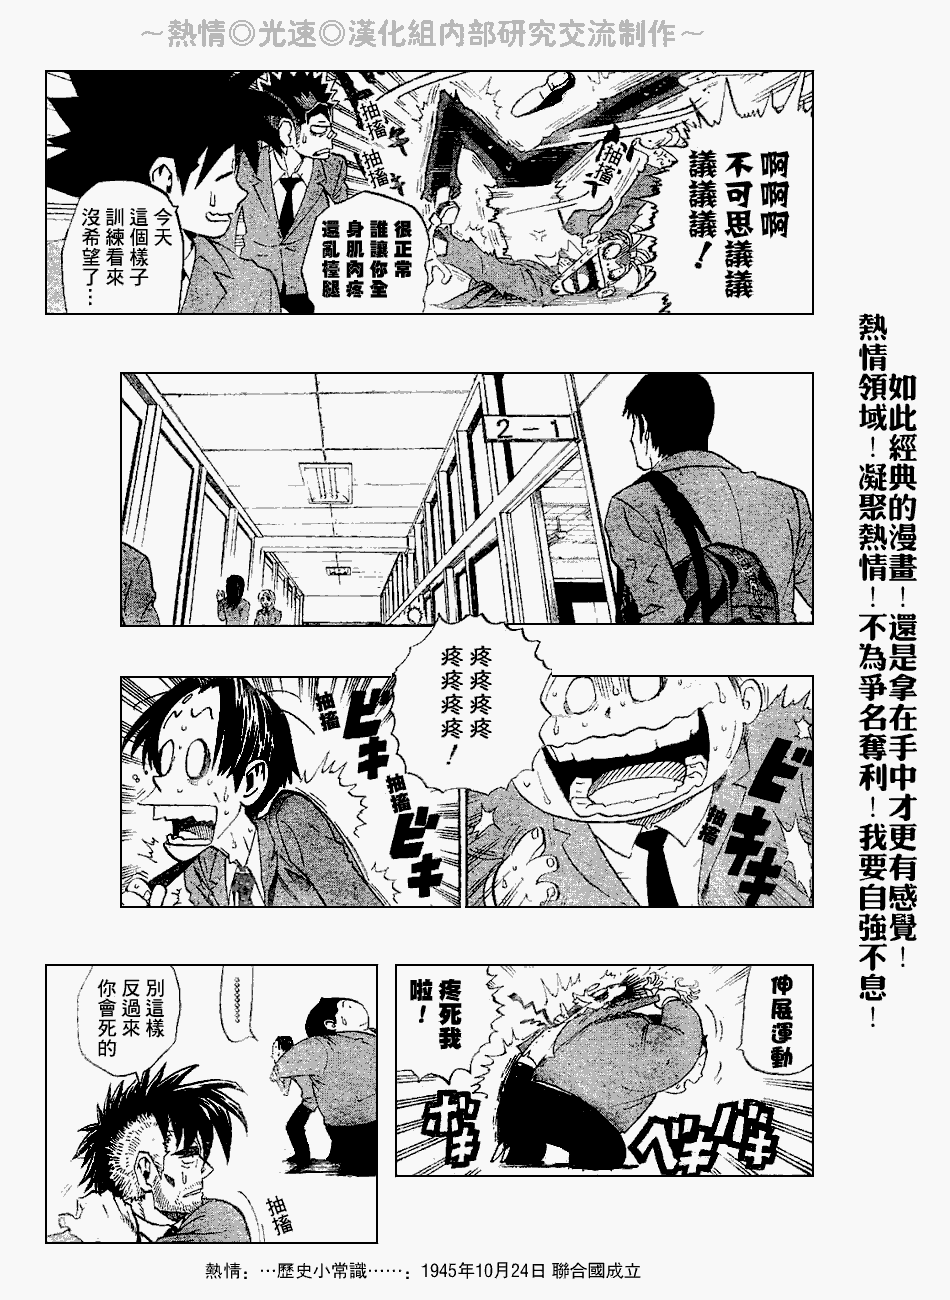 ～熱情◎光速◎漢化組內部研究交流制作～
啊啊啊
不可思議議
議議議！
抽搐
抽搐
抽搐
很正常
誰讓你全
身肌肉疼
還亂擡腿
今天
這個樣子
訓練看來
沒希望了…
2-1
疼疼疼疼
疼疼疼疼！
ビキ
抽搐
ビキキ
抽搐
ビキ
抽搐
ビキ
伸展運動
疼死我
啦！
バキ
ベキ
ボキ
………
別這樣
反過來
你會死的
抽搐
如此經典的漫畫！還是拿在手中才更有感覺！
熱情領域！凝聚熱情！不為爭名奪利！我要自強不息！
熱情：…歷史小常識……：1945年10月24日 聯合國成立